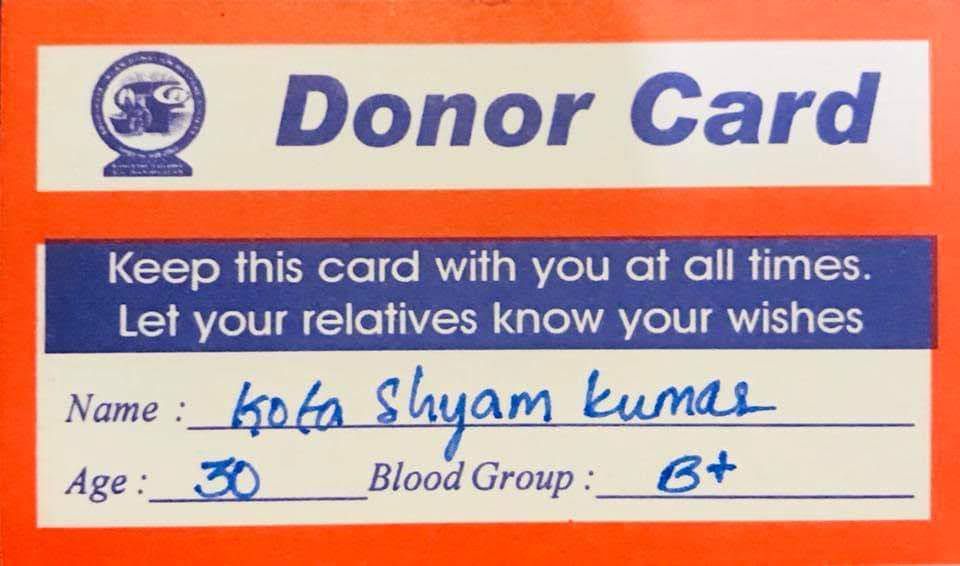 Donor Card
Keep this card with you at all times.
Let your relatives know your wishes
Name : Kota Shyam Kumar
Age : 30 Blood Group : B+